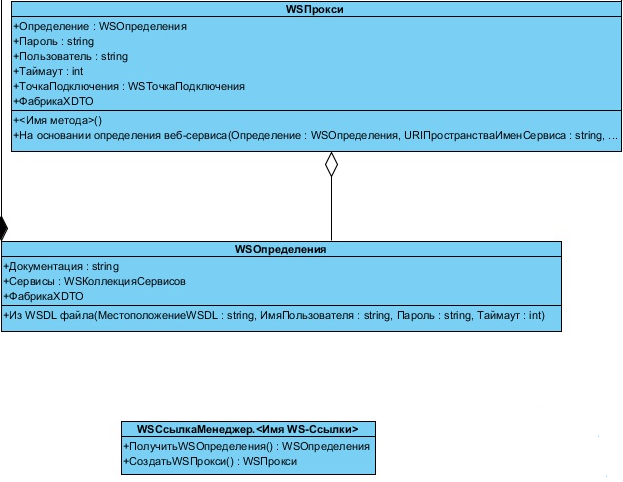 WSПрокси
+Определение : WSОпределения
+Пароль : string
+Пользователь : string
+Таймаут : int
+ТочкаПодключения : WSТочкаПодключения
+ФабрикаXDTO
+<Имя метода>()
+На основании определения веб-сервиса(Определение : WSОпределения, URIПространстваИменСервиса : string, ...
WSОпределения
+Документация : string
+Сервисы : WSКоллекцияСервисов
+ФабрикаXDTO
+Из WSDL файла(МестоположениеWSDL : string, ИмяПользователя : string, Пароль : string, Таймаут : int)
WSСсылкаМенеджер.<Имя WS-Ссылки>
+ПолучитьWSОпределения() : WSОпределения
+СоздатьWSПрокси() : WSПрокси